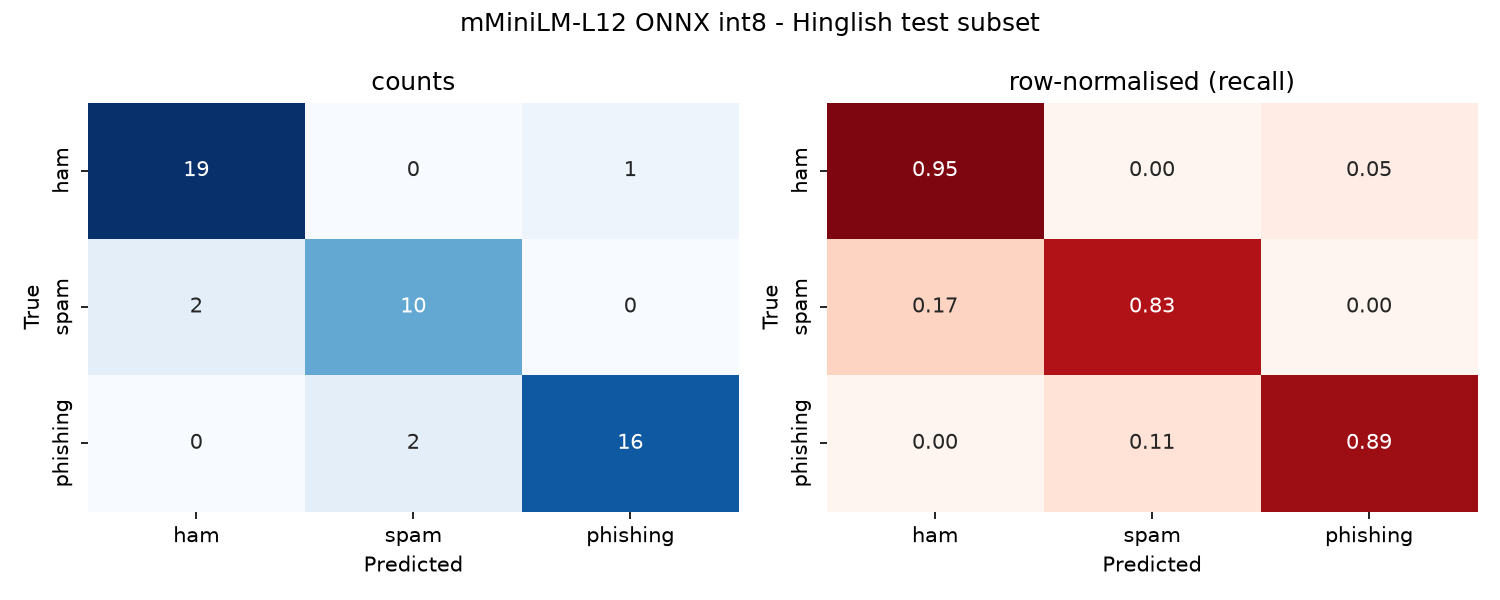 mMiniLM-L12 ONNX int8 - Hinglish test subset
counts
True
ham
19 0 1
spam
2 10 0
phishing
0 2 16
ham spam phishing
Predicted
row-normalised (recall)
True
ham
0.95 0.00 0.05
spam
0.17 0.83 0.00
phishing
0.00 0.11 0.89
ham spam phishing
Predicted